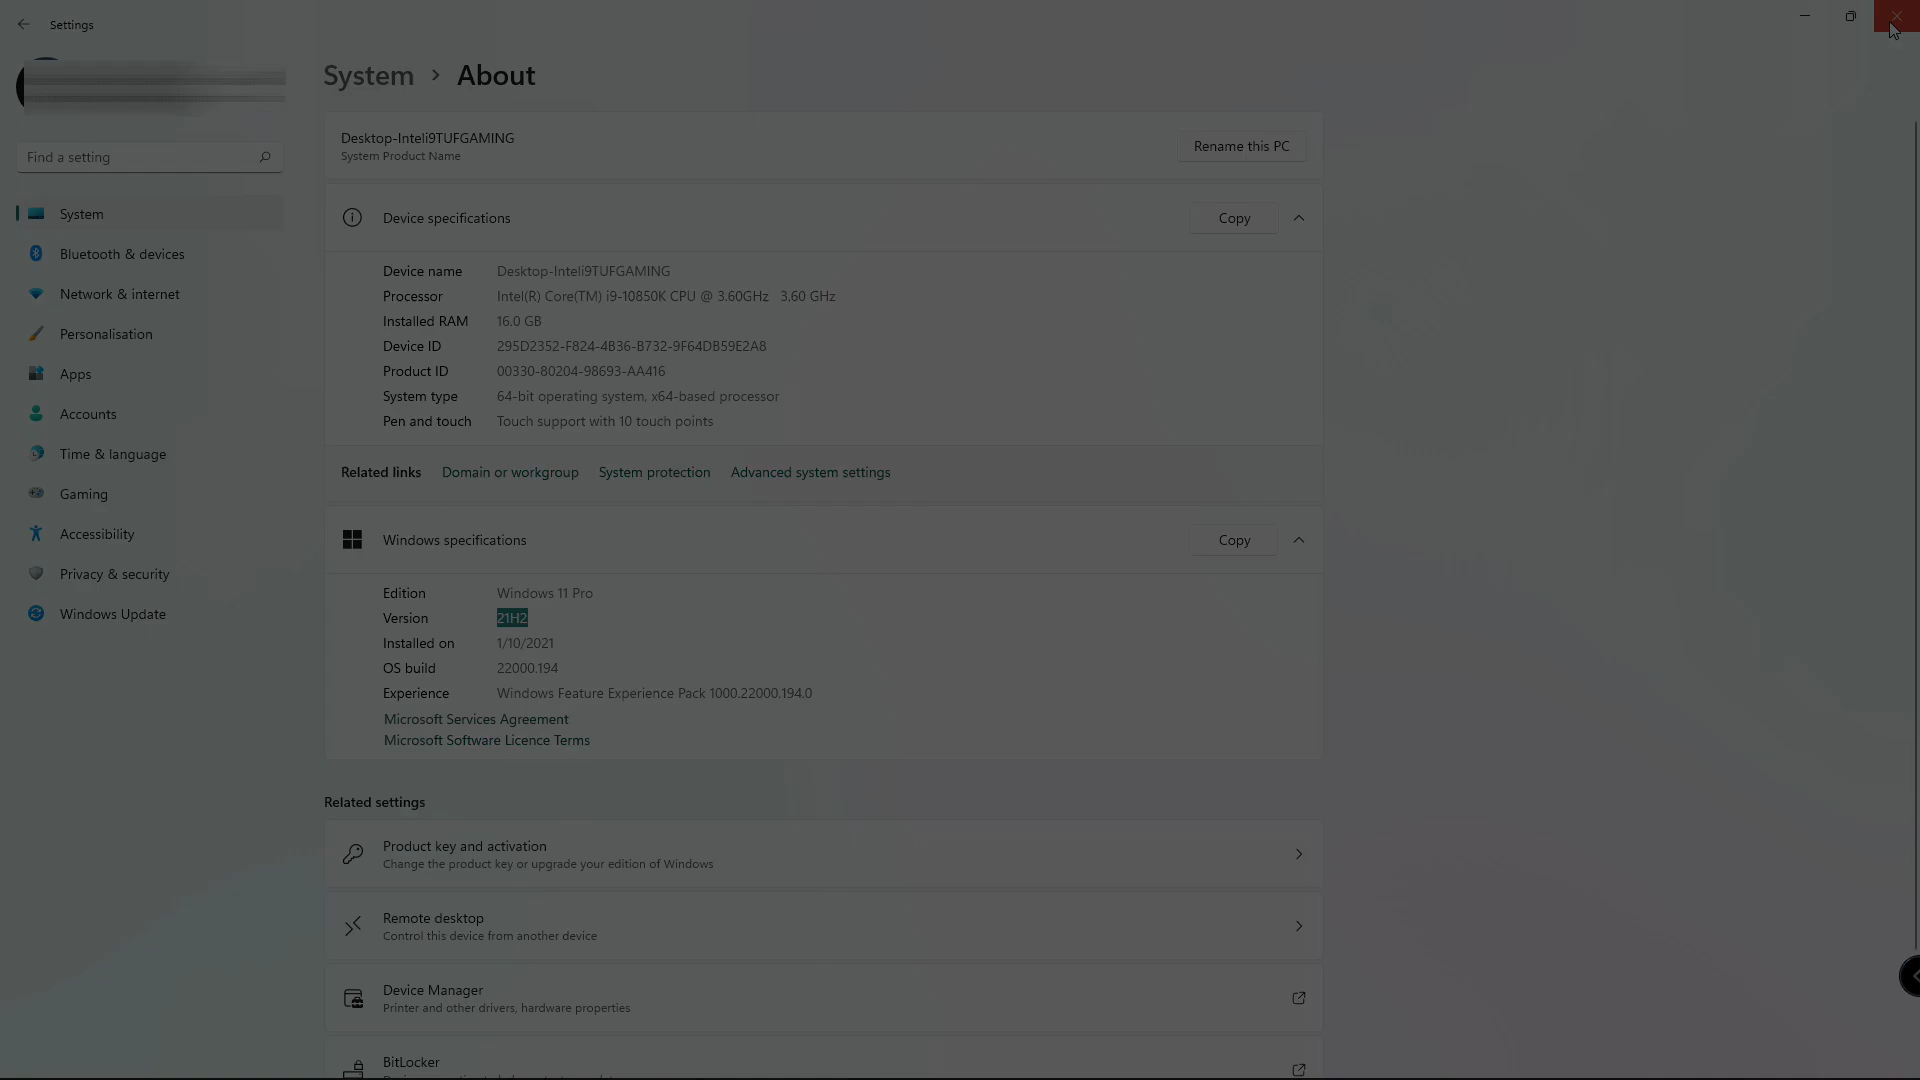 Settings
System > About
Find a setting
System
Bluetooth & devices
Network & internet
Personalisation
Apps
Accounts
Time & language
Gaming
Accessibility
Privacy & security
Windows Update
Desktop-Inteli9TUFGAMING
System Product Name
Rename this PC
Device specifications
Copy
Device name Desktop-Inteli9TUFGAMING
Processor Intel(R) Core(TM) i9-10850K CPU @ 3.60GHz 3.60 GHz
Installed RAM 16.0 GB
Device ID 295D2352-F824-4B36-B732-9F64DB59E2A8
Product ID 00330-80204-98693-AA416
System type 64-bit operating system, x64-based processor
Pen and touch Touch support with 10 touch points
Related links Domain or workgroup System protection Advanced system settings
Windows specifications
Copy
Edition Windows 11 Pro
Version 21H2
Installed on 1/10/2021
OS build 22000.194
Experience Windows Feature Experience Pack 1000.22000.194.0
Microsoft Services Agreement
Microsoft Software Licence Terms
Related settings
Product key and activation
Change the product key or upgrade your edition of Windows
Remote desktop
Control this device from another device
Device Manager
Printer and other drivers, hardware properties
BitLocker